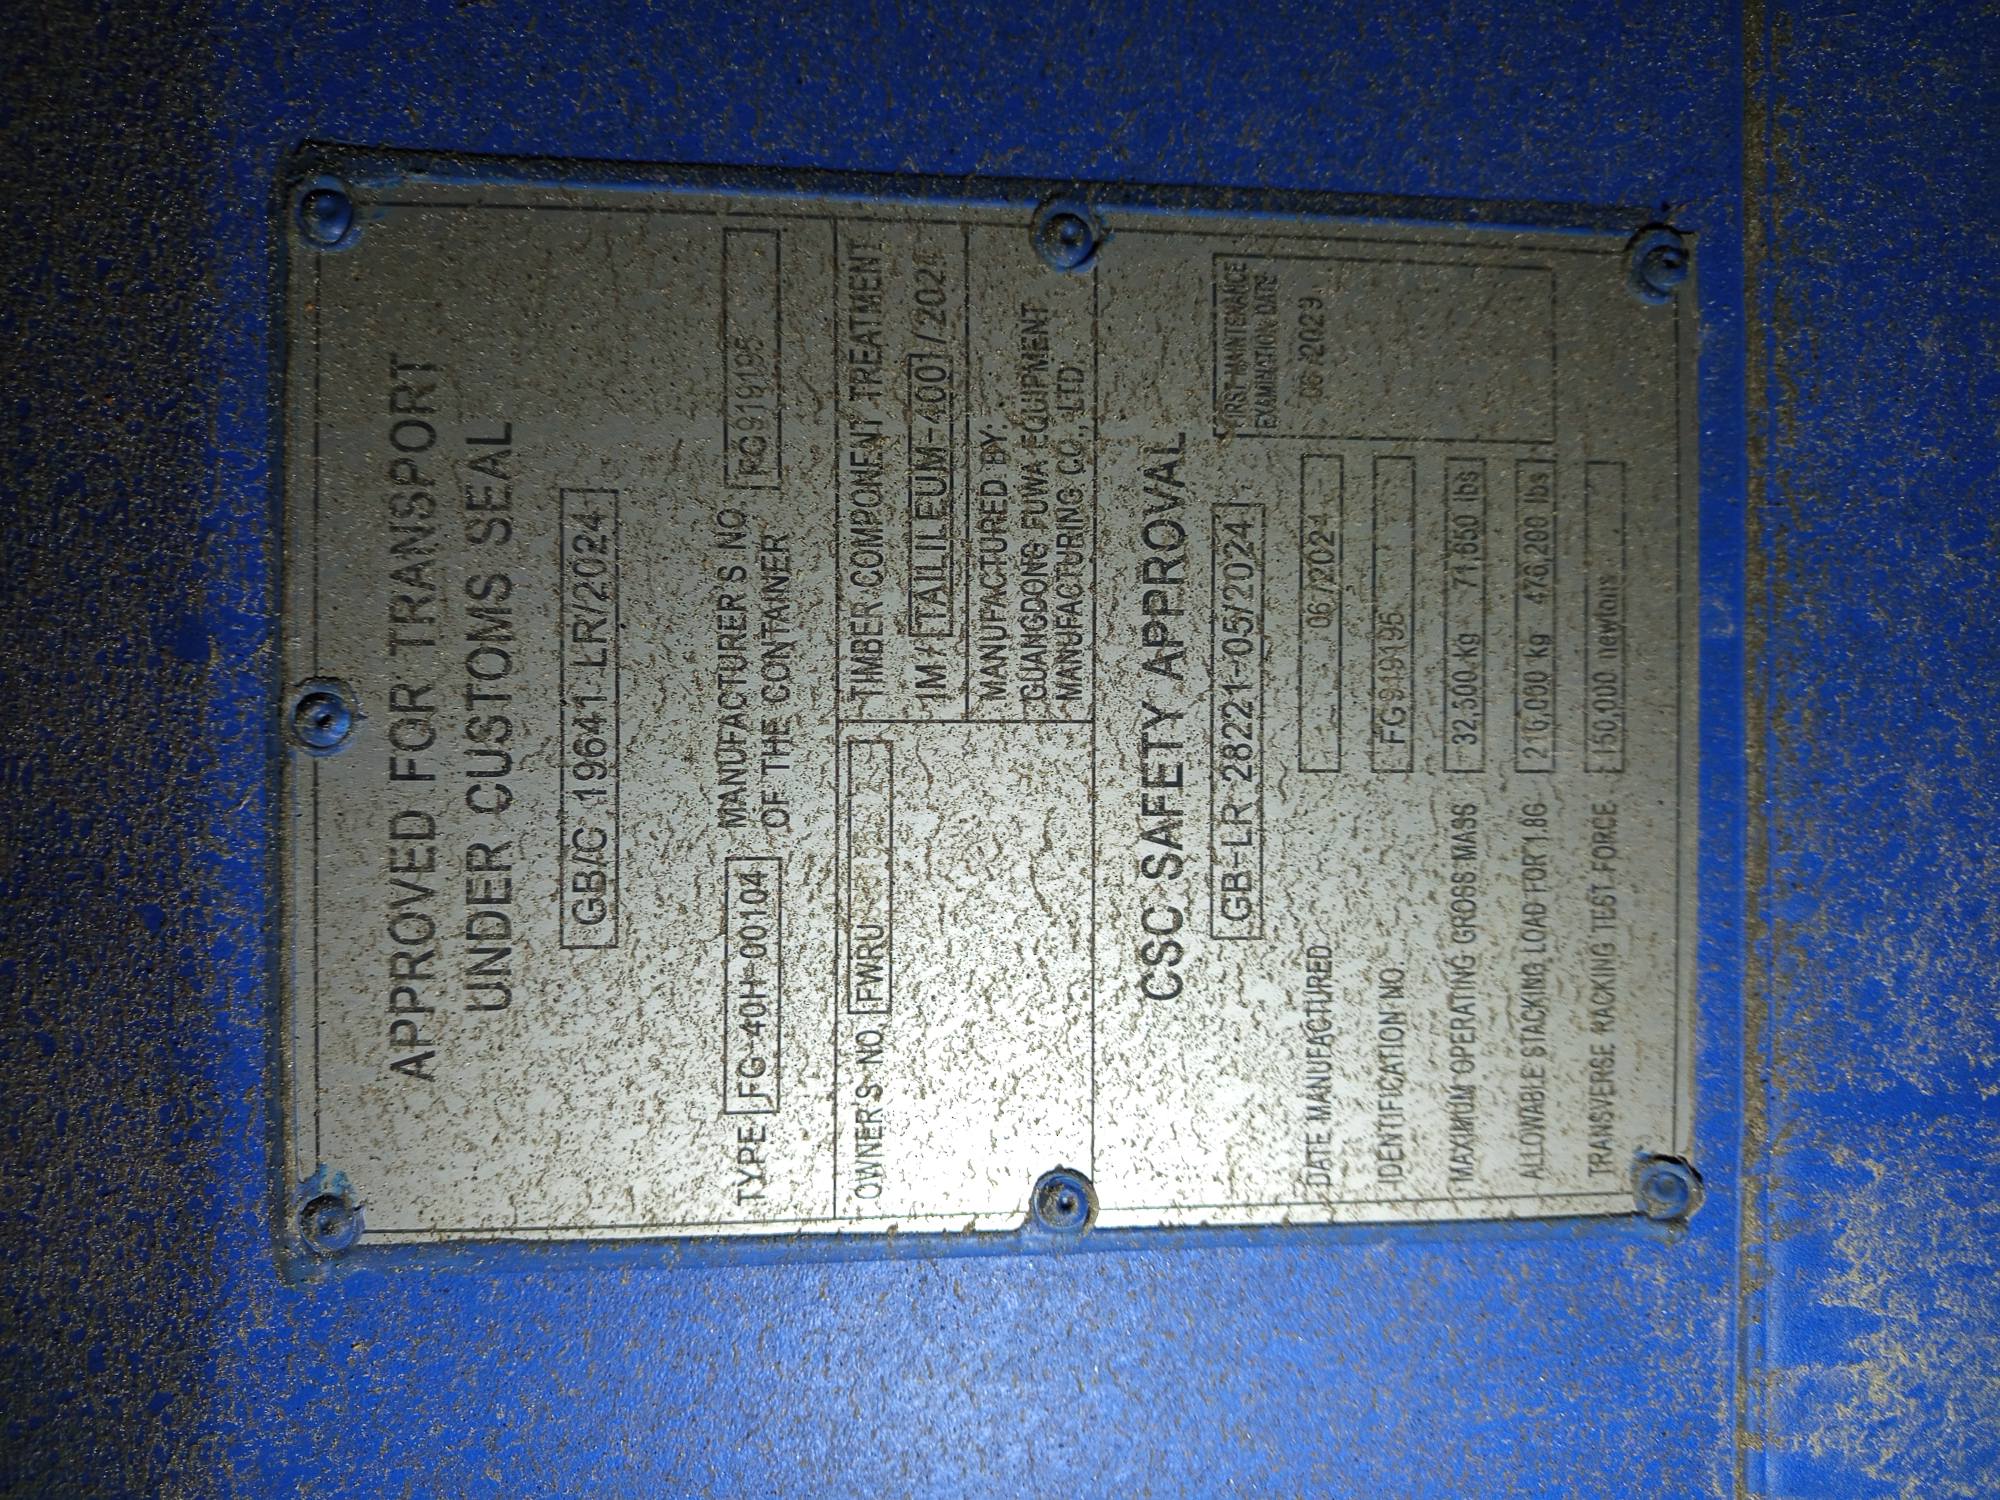 APPROVED FOR TRANSPORT
UNDER CUSTOMS SEAL
GB/C 19641 LR/2024
TYPE FG-40H-00104 MANUFACTURER'S NO. OF THE CONTAINER FG919195
OWNER'S NO. FWRU
TIMBER COMPONENT TREATMENT
IM / TAILILEUM-400 /2024
MANUFACTURED BY:
GUANGDONG FUWA EQUIPMENT
MANUFACTURING CO., LTD.
CSC SAFETY APPROVAL
GB-LR 28221-05/2024
FIRST MAINTENANCE
EXAMINATION DATE
06/2029
DATE MANUFACTURED 06/2024
IDENTIFICATION NO. FG919195
MAXIMUM OPERATING GROSS MASS 32,500 kg 71,650 lbs
ALLOWABLE STACKING LOAD FOR 1.8G 216,000 kg 476,200 lbs
TRANSVERSE RACKING TEST FORCE 150,000 newtons